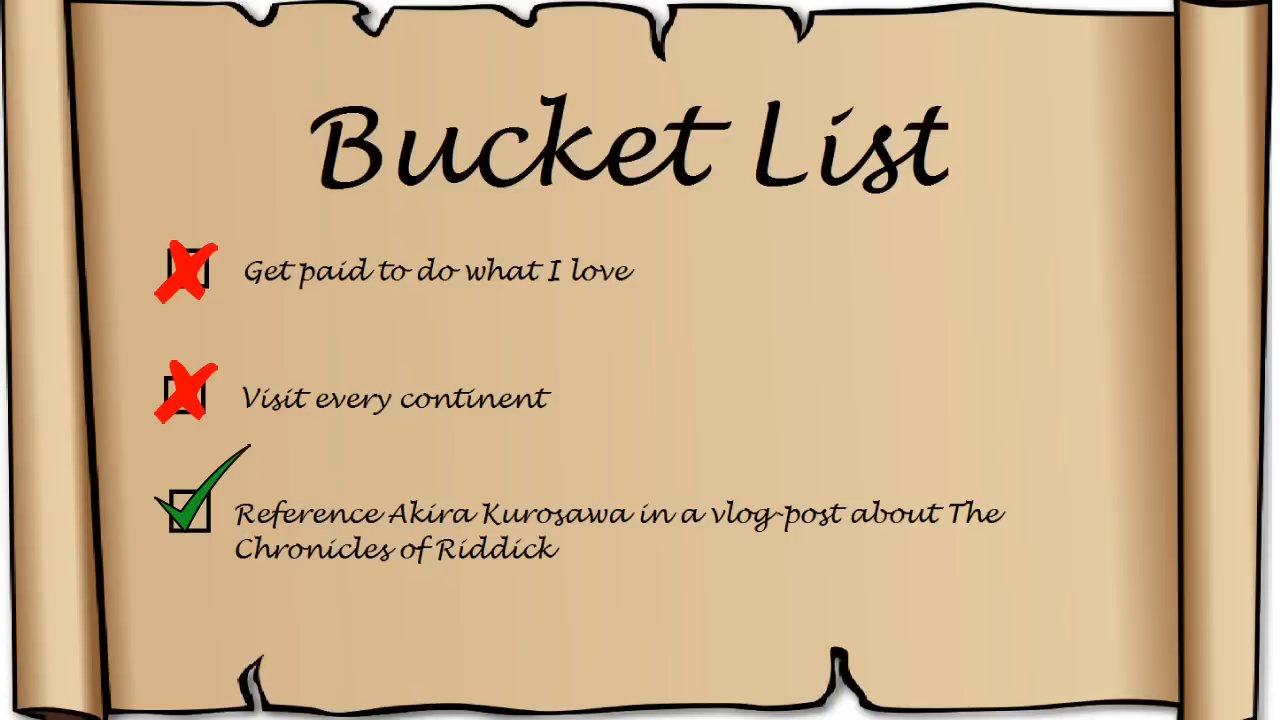 Bucket List
Get paid to do what I love
Visit every continent
Reference Akira Kurosawa in a vlog-post about The
Chronicles of Riddick